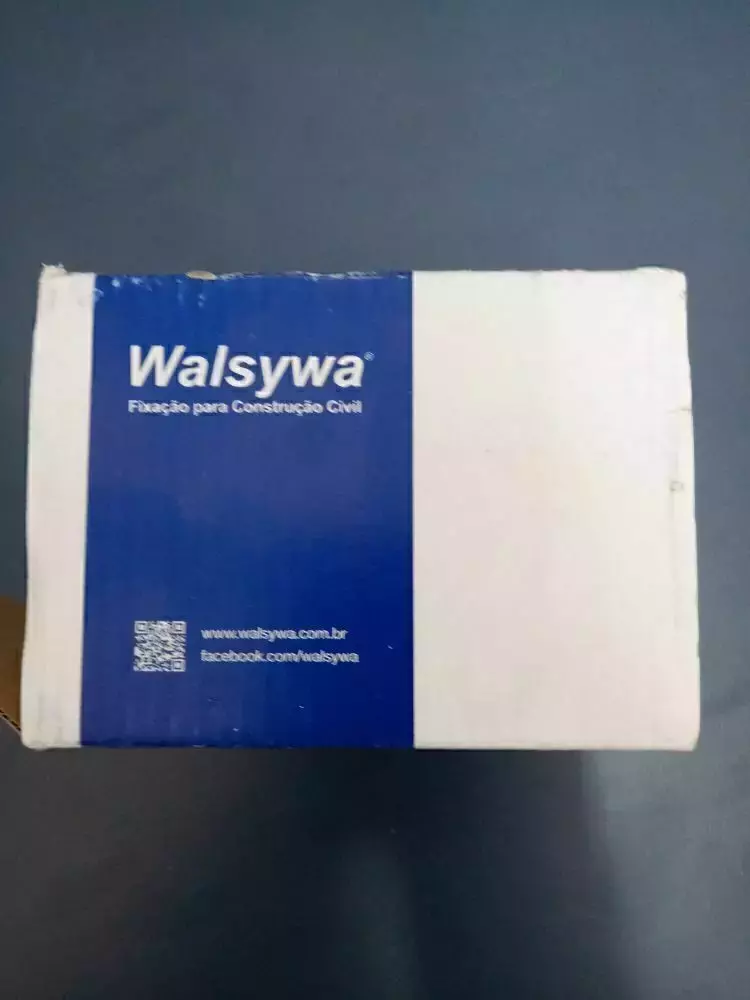 Walsywa®
Fixação para Construção Civil
www.walsywa.com.br
facebook.com/walsywa